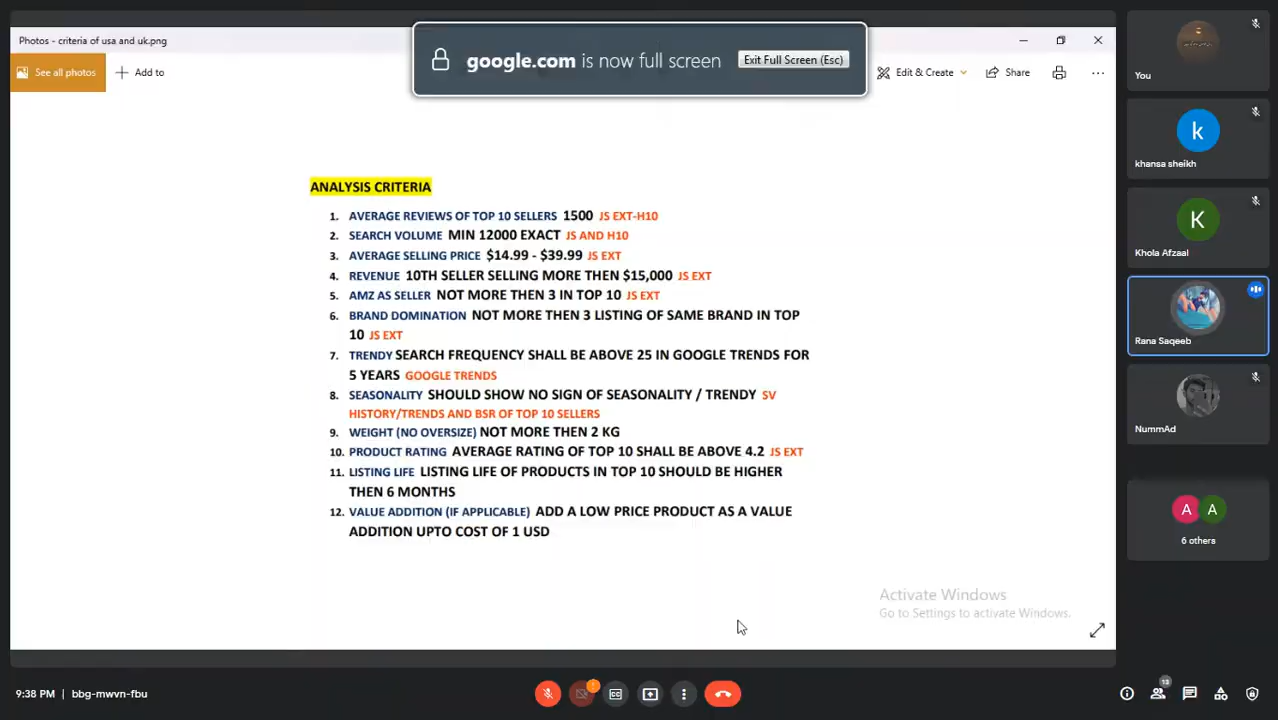 Photos - criteria of usa and uk.png
google.com is now full screen
Exit Full Screen (Esc)
See all photos
Add to
Edit & Create
Share
You
khansa sheikh
K
Khola Afzaal
Rana Saqeeb
NummAd
A A
6 others
k
ANALYSIS CRITERIA
1. AVERAGE REVIEWS OF TOP 10 SELLERS 1500 JS EXT-H10
2. SEARCH VOLUME MIN 12000 EXACT JS AND H10
3. AVERAGE SELLING PRICE $14.99 - $39.99 JS EXT
4. REVENUE 10TH SELLER SELLING MORE THEN $15,000 JS EXT
5. AMZ AS SELLER NOT MORE THEN 3 IN TOP 10 JS EXT
6. BRAND DOMINATION NOT MORE THEN 3 LISTING OF SAME BRAND IN TOP
10 JS EXT
7. TRENDY SEARCH FREQUENCY SHALL BE ABOVE 25 IN GOOGLE TRENDS FOR
5 YEARS GOOGLE TRENDS
8. SEASONALITY SHOULD SHOW NO SIGN OF SEASONALITY / TRENDY SV
HISTORY/TRENDS AND BSR OF TOP 10 SELLERS
9. WEIGHT (NO OVERSIZE) NOT MORE THEN 2 KG
10. PRODUCT RATING AVERAGE RATING OF TOP 10 SHALL BE ABOVE 4.2 JS EXT
11. LISTING LIFE LISTING LIFE OF PRODUCTS IN TOP 10 SHOULD BE HIGHER
THEN 6 MONTHS
12. VALUE ADDITION (IF APPLICABLE) ADD A LOW PRICE PRODUCT AS A VALUE
ADDITION UPTO COST OF 1 USD
Activate Windows
Go to Settings to activate Windows.
9:38 PM | bbg-mwvn-fbu
13